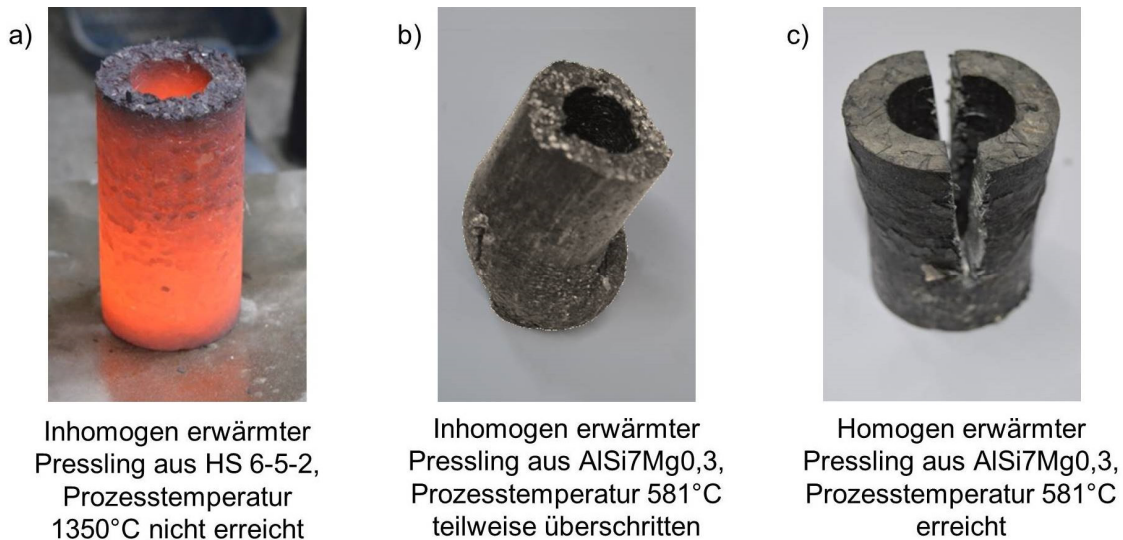 a)
b)
c)
Inhomogen erwärmter
Pressling aus HS 6-5-2,
Prozesstemperatur
1350°C nicht erreicht
Inhomogen erwärmter
Pressling aus AlSi7Mg0,3,
Prozesstemperatur 581°C
teilweise überschritten
Homogen erwärmter
Pressling aus AlSi7Mg0,3,
Prozesstemperatur 581°C
erreicht